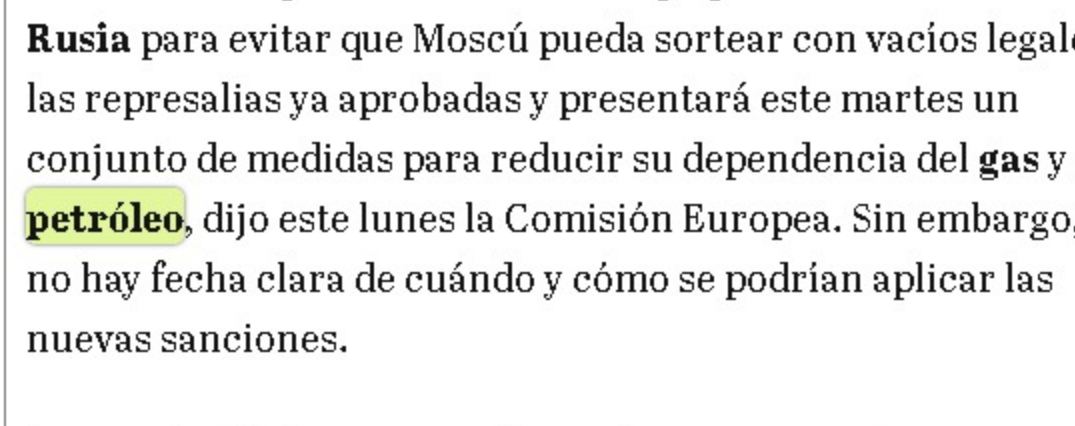 Rusia para evitar que Moscú pueda sortear con vacíos
las represalias ya aprobadas y presentará este martes un
conjunto de medidas para reducir su dependencia del gas y
petróleo, dijo este lunes la Comisión Europea. Sin embargo,
no hay fecha clara de cuándo y cómo se podrían aplicar las
nuevas sanciones.